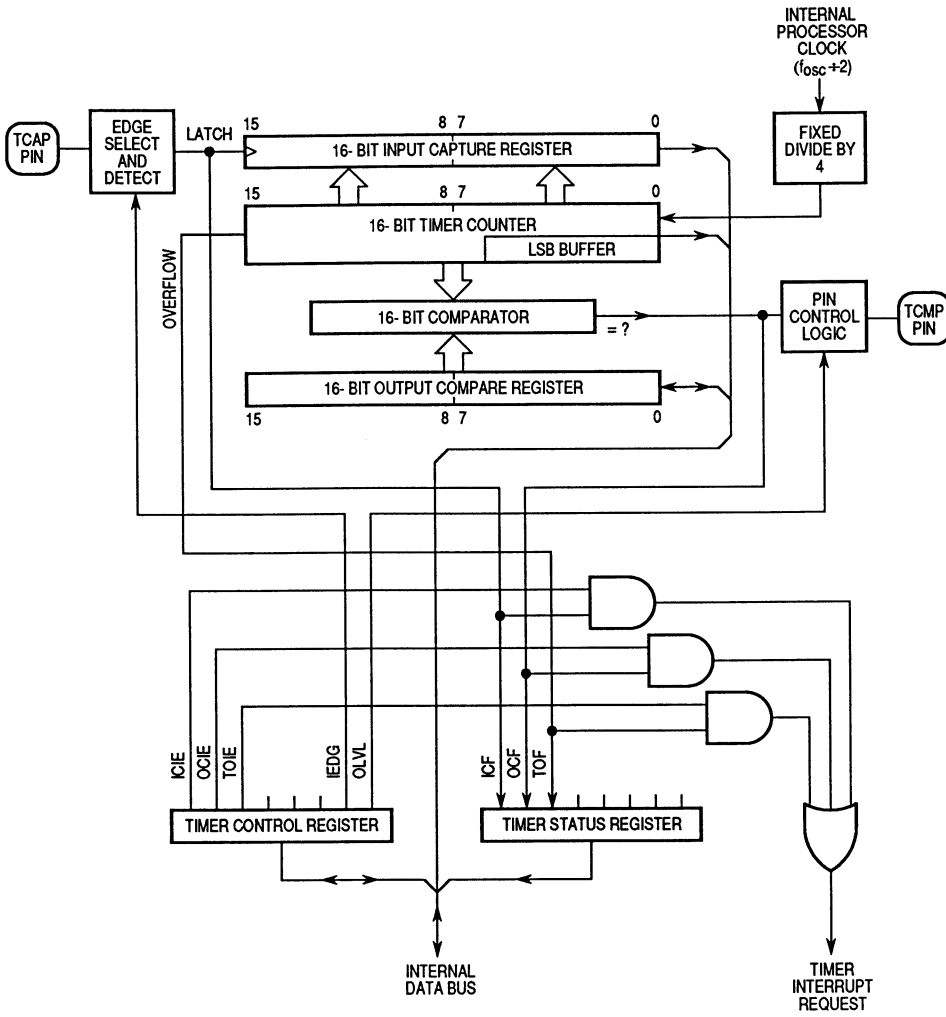 INTERNAL
PROCESSOR
CLOCK
(fosc÷2)
TCAP
PIN
EDGE
SELECT
AND
DETECT
LATCH
15
8 7
0
16- BIT INPUT CAPTURE REGISTER
FIXED
DIVIDE BY
4
15
8 7
0
16- BIT TIMER COUNTER
LSB BUFFER
OVERFLOW
16- BIT COMPARATOR
= ?
PIN
CONTROL
LOGIC
TCMP
PIN
16- BIT OUTPUT COMPARE REGISTER
15
8 7
0
ICIE
OCIE
TOIE
IEDG
OLVL
ICF
OCF
TOF
TIMER CONTROL REGISTER
TIMER STATUS REGISTER
INTERNAL
DATA BUS
TIMER
INTERRUPT
REQUEST